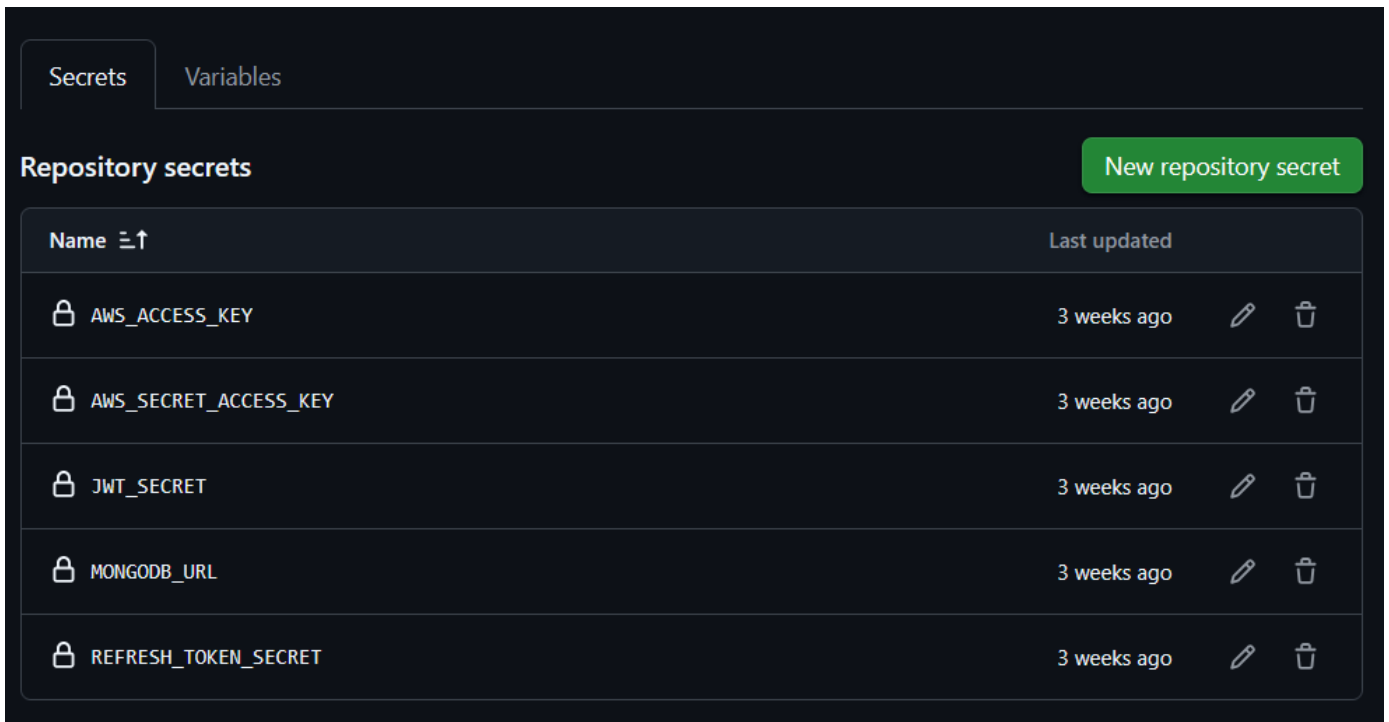 Secrets Variables
Repository secrets New repository secret
Name Last updated
AWS_ACCESS_KEY 3 weeks ago
AWS_SECRET_ACCESS_KEY 3 weeks ago
JWT_SECRET 3 weeks ago
MONGODB_URL 3 weeks ago
REFRESH_TOKEN_SECRET 3 weeks ago